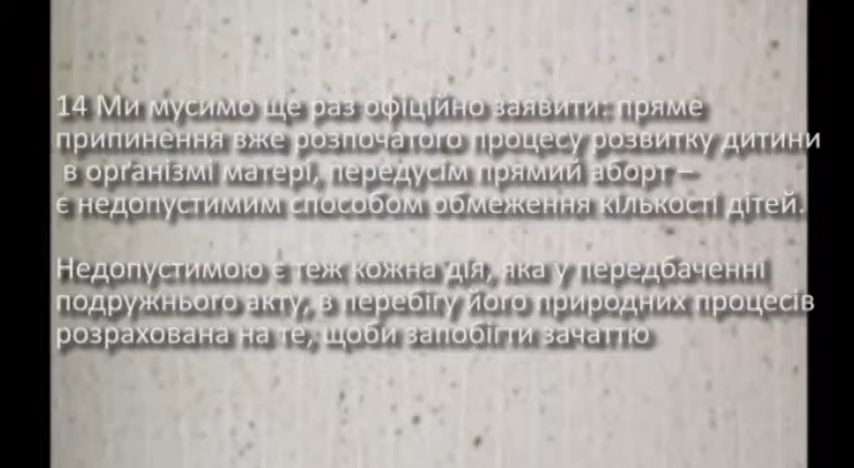 14 Ми мусимо ще раз офіційно заявити: пряме
припинення вже розпочатого процесу розвитку дитини
в орґанізмі матері, передусім прямий аборт –
є недопустимим способом обмеження кількості дітей.
Недопустимою є теж кожна дія, яка у передбаченні
подружнього акту, в перебігу його природних процесів
розрахована на те, щоби запобігти зачаттю